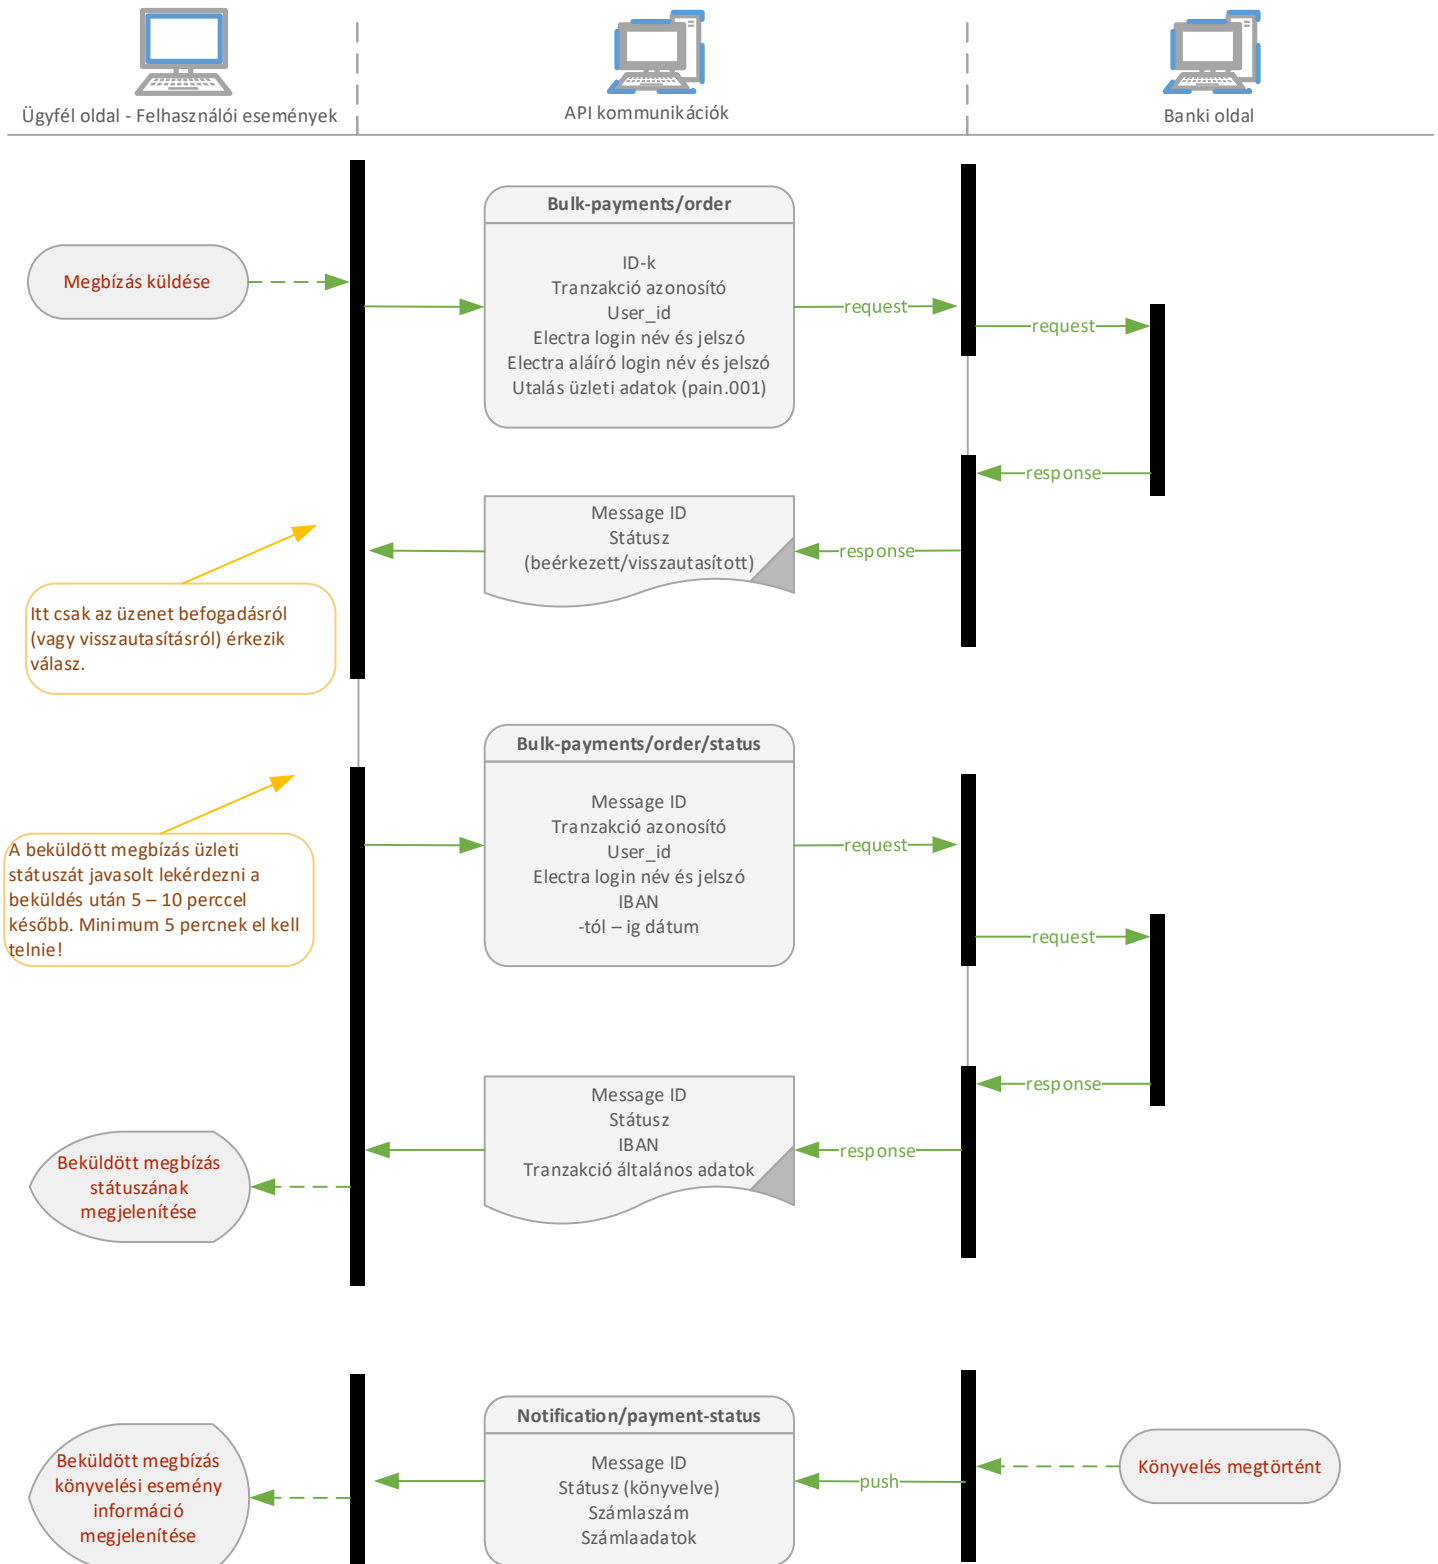 Ügyfél oldal - Felhasználói események
API kommunikációk
Banki oldal
Bulk-payments/order
ID-k
Tranzakció azonosító
User_id
Electra login név és jelszó
Electra aláíró login név és jelszó
Utalás üzleti adatok (pain.001)
Megbízás küldése
request
request
response
Message ID
Státusz
(beérkezett/visszautasított)
response
Itt csak az üzenet befogadásról
(vagy visszautasításról) érkezik
válasz.
Bulk-payments/order/status
Message ID
Tranzakció azonosító
User_id
Electra login név és jelszó
IBAN
-tól – ig dátum
request
A beküldött megbízás üzleti
státuszát javasolt lekérdezni a
beküldés után 5 – 10 perccel
később. Minimum 5 percnek el kell
telnie!
request
response
Message ID
Státusz
IBAN
Tranzakció általános adatok
response
Beküldött megbízás
státuszának
megjelenítése
Notification/payment-status
Message ID
Státusz (könyvelve)
Számlaszám
Számlaadatok
push
Könyvelés megtörtént
Beküldött megbízás
könyvelési esemény
információ
megjelenítése